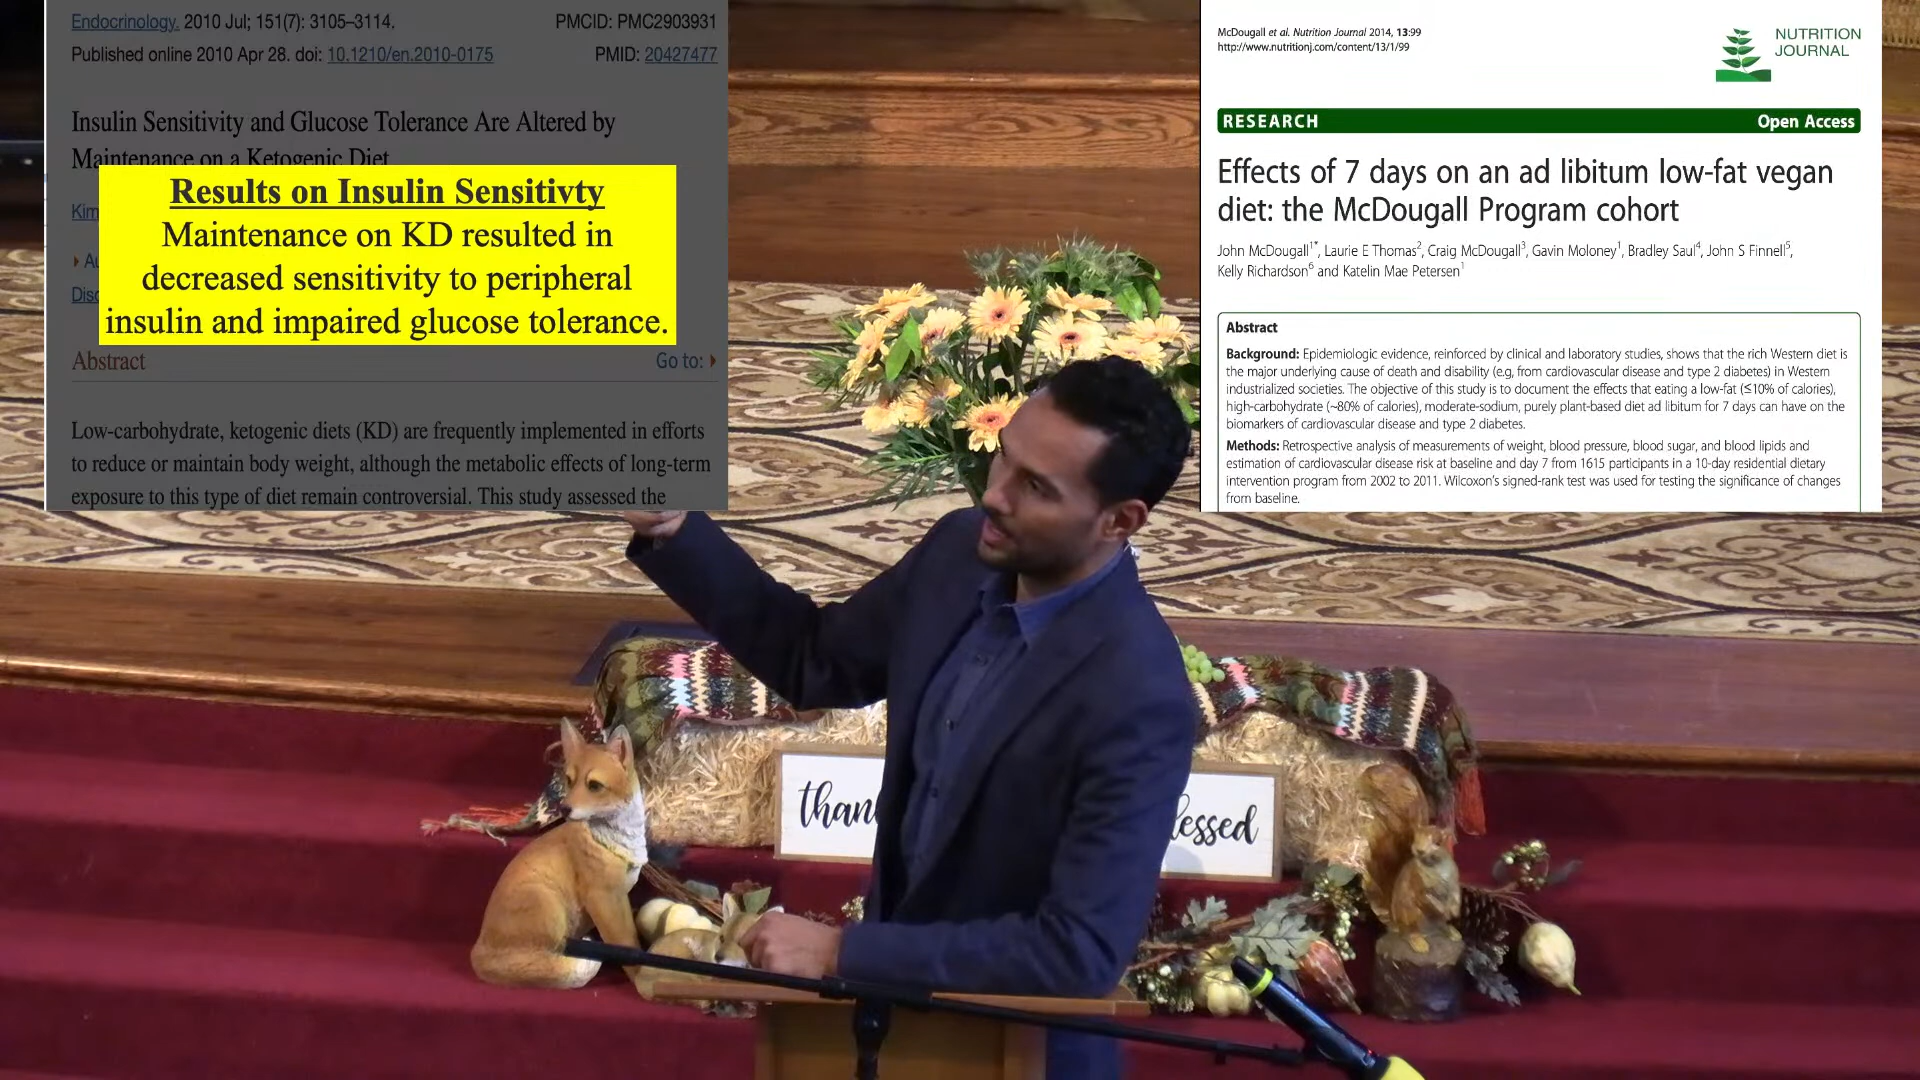 Endocrinology. 2010 Jul; 151(7): 3105–3114.
PMCID: PMC2903931
Published online 2010 Apr 28. doi: 10.1210/en.2010-0175
PMID: 20427477
Insulin Sensitivity and Glucose Tolerance Are Altered by
Maintenance on a Ketogenic Diet
Results on Insulin Sensitivty
Maintenance on KD resulted in
decreased sensitivity to peripheral
insulin and impaired glucose tolerance.
Abstract
Go to:
Low-carbohydrate, ketogenic diets (KD) are frequently implemented in efforts
to reduce or maintain body weight, although the metabolic effects of long-term
exposure to this type of diet remain controversial. This study assessed the
McDougall et al. Nutrition Journal 2014, 13:99
http://www.nutritionj.com/content/13/1/99
NUTRITION
JOURNAL
RESEARCH
Open Access
Effects of 7 days on an ad libitum low-fat vegan
diet: the McDougall Program cohort
John McDougall1*, Laurie E Thomas2, Craig McDougall3, Gavin Moloney1, Bradley Saul4, John S Finnell5,
Kelly Richardson6 and Katelin Mae Petersen1
Abstract
Background: Epidemiologic evidence, reinforced by clinical and laboratory studies, shows that the rich Western diet is
the major underlying cause of death and disability (e.g, from cardiovascular disease and type 2 diabetes) in Western
industrialized societies. The objective of this study is to document the effects that eating a low-fat (≤10% of calories),
high-carbohydrate (~80% of calories), moderate-sodium, purely plant-based diet ad libitum for 7 days can have on the
biomarkers of cardiovascular disease and type 2 diabetes.
Methods: Retrospective analysis of measurements of weight, blood pressure, blood sugar, and blood lipids and
estimation of cardiovascular disease risk at baseline and day 7 from 1615 participants in a 10-day residential dietary
intervention program from 2002 to 2011. Wilcoxon's signed-rank test was used for testing the significance of changes
from baseline.
than
lessed